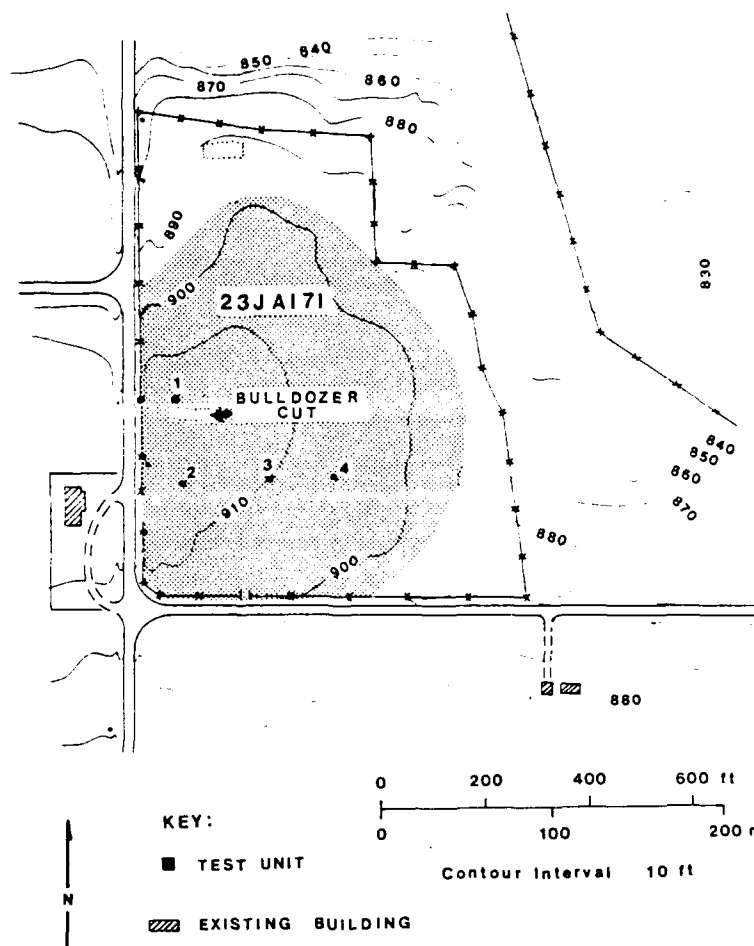 840
850
860
870
880
890
830
900
23JA171
1
BULLDOZER
CUT
840
850
2
3
4
860
910
870
880
900
880
0 200 400 600 ft
0 100 200 m
KEY:
TEST UNIT
Contour Interval 10 ft
N
EXISTING BUILDING